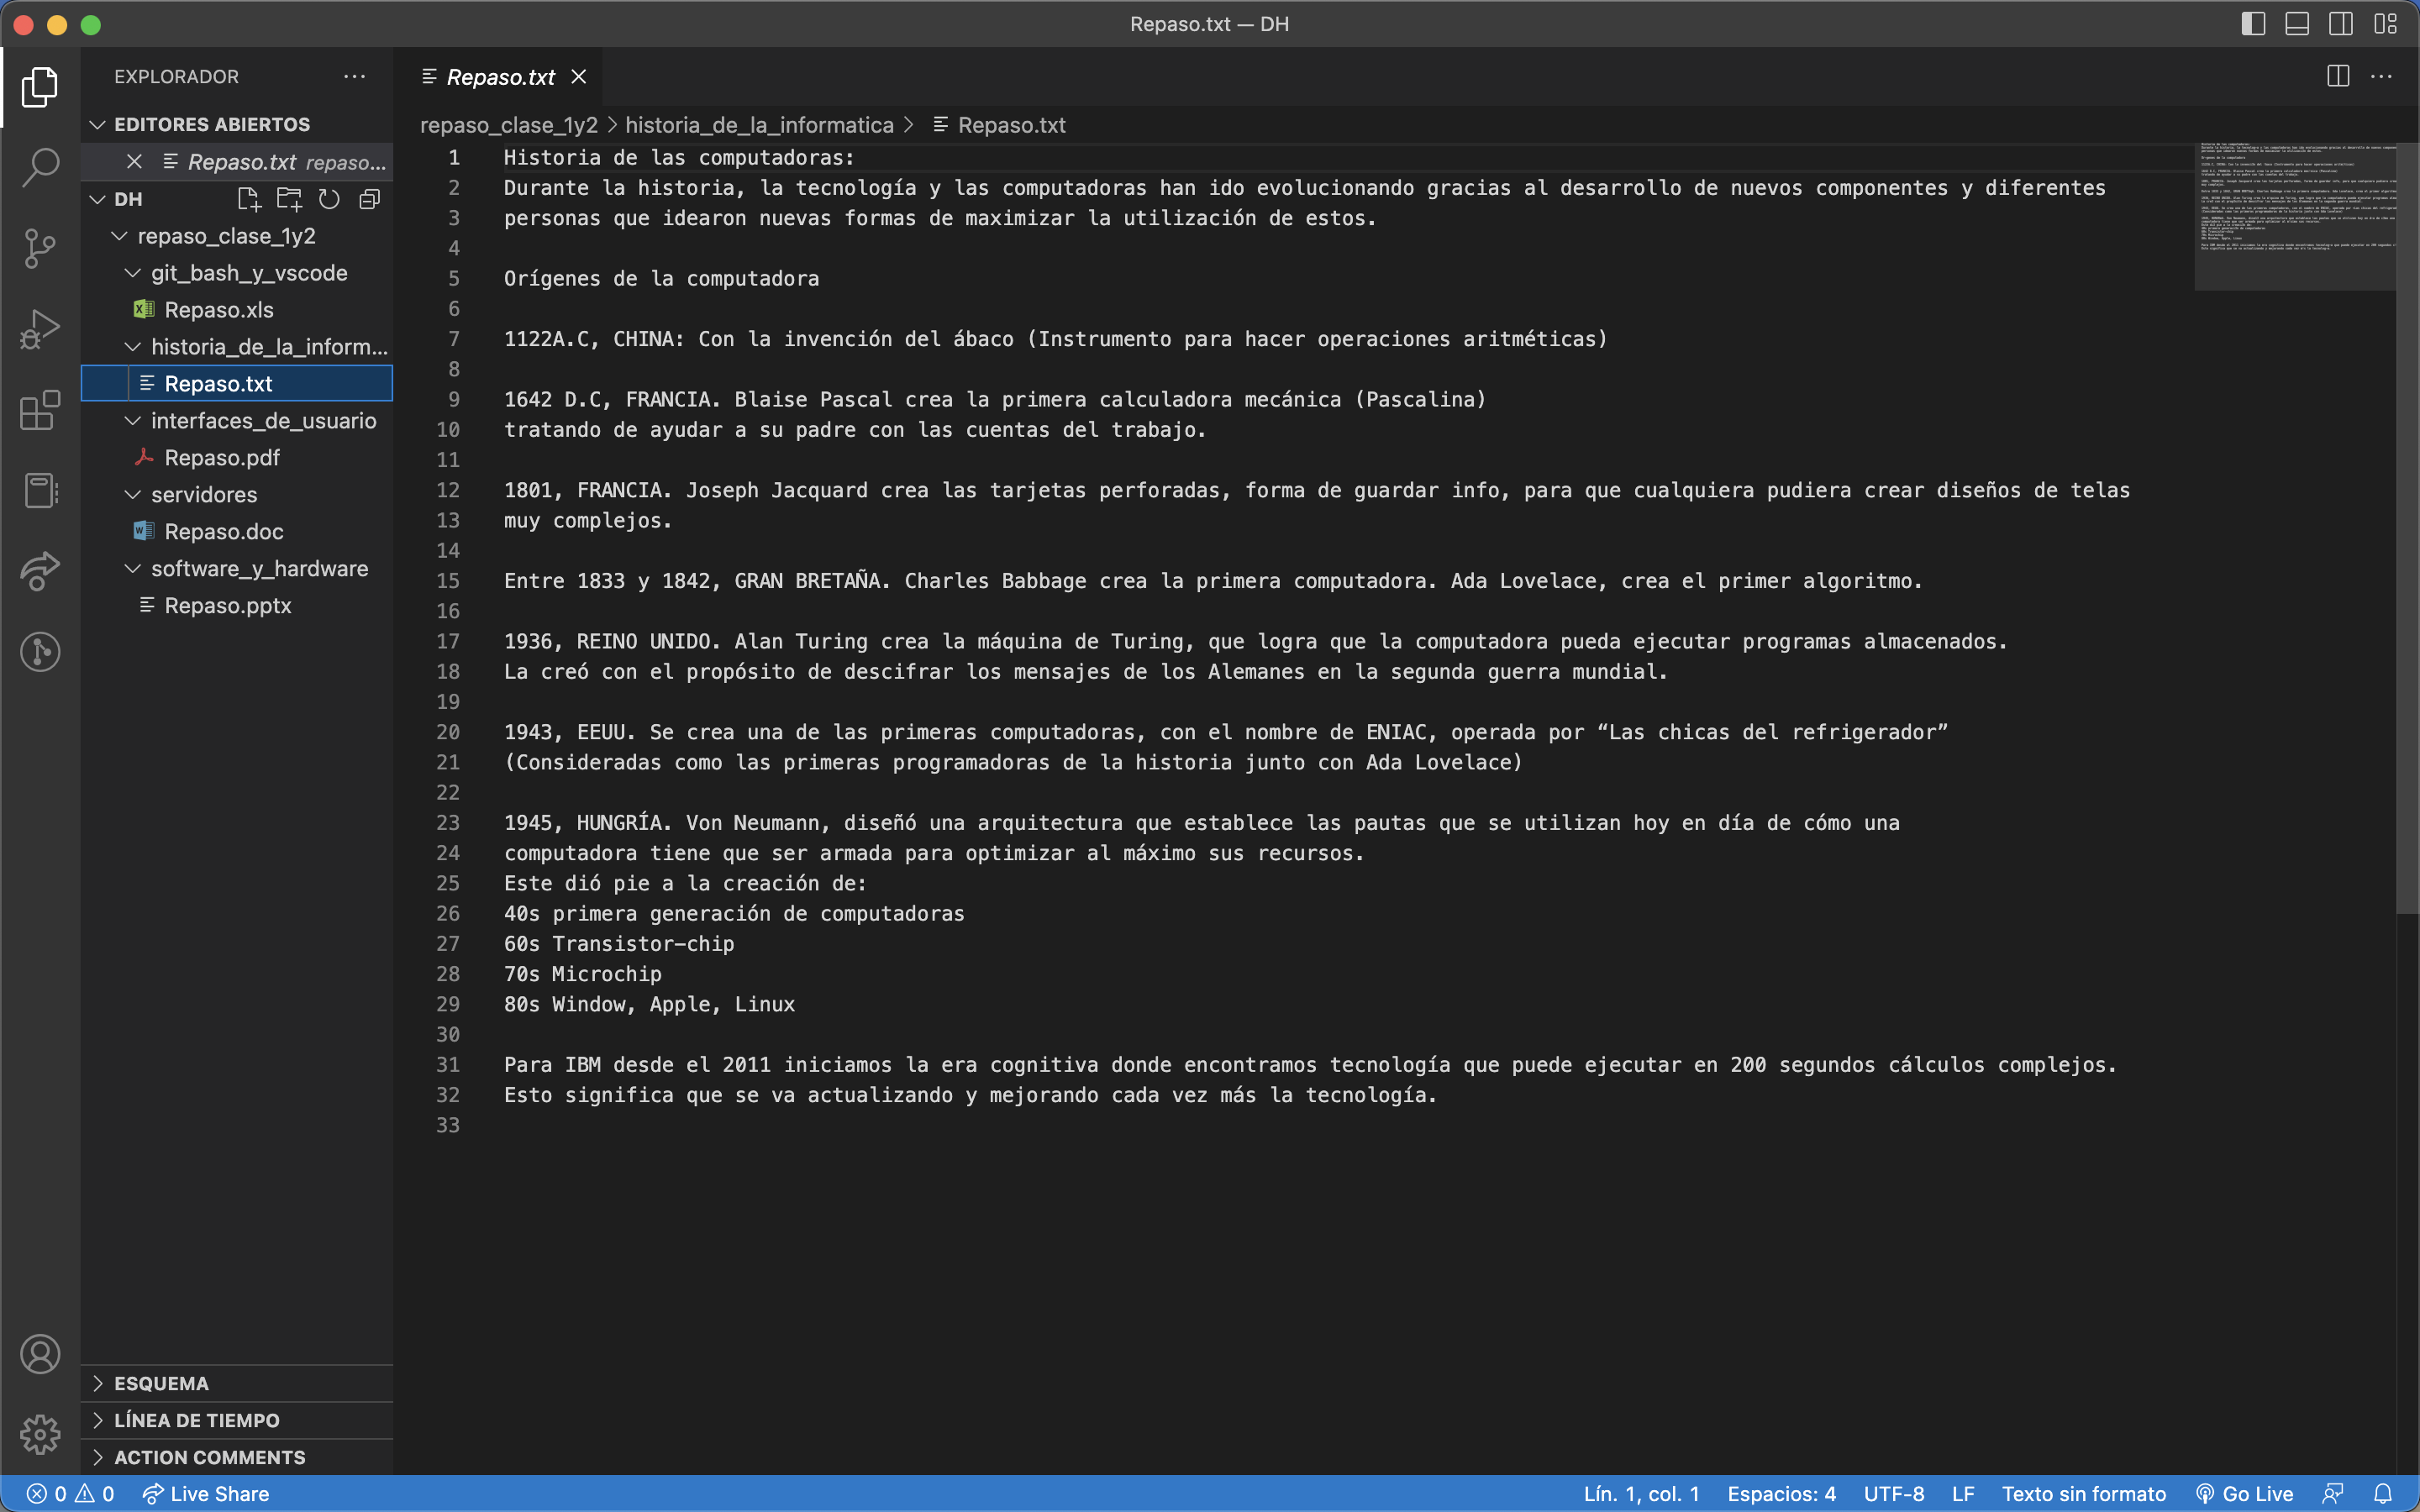 Repaso.txt — DH
EXPLORADOR
EDITORES ABIERTOS
Repaso.txt repaso...
DH
repaso_clase_1y2
git_bash_y_vscode
Repaso.xls
historia_de_la_inform...
Repaso.txt
interfaces_de_usuario
Repaso.pdf
servidores
Repaso.doc
software_y_hardware
Repaso.pptx
ESQUEMA
LÍNEA DE TIEMPO
ACTION COMMENTS
Repaso.txt
repaso_clase_1y2 > historia_de_la_informatica > Repaso.txt
1 Historia de las computadoras:
2 Durante la historia, la tecnología y las computadoras han ido evolucionando gracias al desarrollo de nuevos componentes y diferentes
3 personas que idearon nuevas formas de maximizar la utilización de estos.
4
5 Orígenes de la computadora
6
7 1122A.C, CHINA: Con la invención del ábaco (Instrumento para hacer operaciones aritméticas)
8
9 1642 D.C, FRANCIA. Blaise Pascal crea la primera calculadora mecánica (Pascalina)
10 tratando de ayudar a su padre con las cuentas del trabajo.
11
12 1801, FRANCIA. Joseph Jacquard crea las tarjetas perforadas, forma de guardar info, para que cualquiera pudiera crear diseños de telas
13 muy complejos.
14
15 Entre 1833 y 1842, GRAN BRETAÑA. Charles Babbage crea la primera computadora. Ada Lovelace, crea el primer algoritmo.
16
17 1936, REINO UNIDO. Alan Turing crea la máquina de Turing, que logra que la computadora pueda ejecutar programas almacenados.
18 La creó con el propósito de descifrar los mensajes de los Alemanes en la segunda guerra mundial.
19
20 1943, EEUU. Se crea una de las primeras computadoras, con el nombre de ENIAC, operada por “Las chicas del refrigerador”
21 (Consideradas como las primeras programadoras de la historia junto con Ada Lovelace)
22
23 1945, HUNGRÍA. Von Neumann, diseñó una arquitectura que establece las pautas que se utilizan hoy en día de cómo una
24 computadora tiene que ser armada para optimizar al máximo sus recursos.
25 Este dió pie a la creación de:
26 40s primera generación de computadoras
27 60s Transistor-chip
28 70s Microchip
29 80s Window, Apple, Linux
30
31 Para IBM desde el 2011 iniciamos la era cognitiva donde encontramos tecnología que puede ejecutar en 200 segundos cálculos complejos.
32 Esto significa que se va actualizando y mejorando cada vez más la tecnología.
33
0 0 Live Share Lín. 1, col. 1 Espacios: 4 UTF-8 LF Texto sin formato Go Live